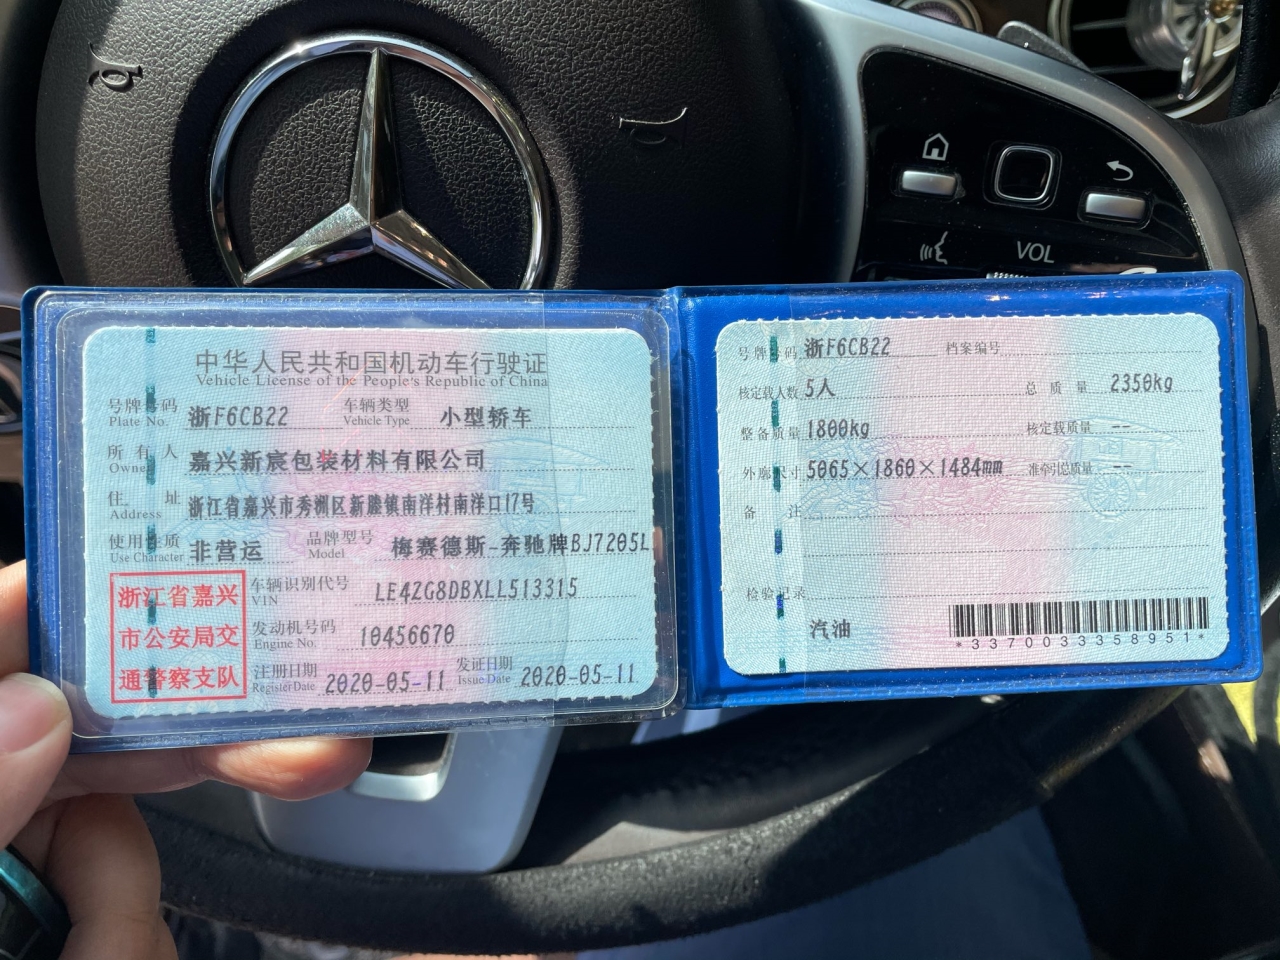 VOL
中华人民共和国机动车行驶证
Vehicle License of the People's Republic of China
号牌号码 浙F6CB22 车辆类型 小型轿车
Plate No. Vehicle Type
所有人 嘉兴新宸包装材料有限公司
Owner
住址 浙江省嘉兴市秀洲区新塍镇南洋村南洋口17号
Address
使用性质 非营运 品牌型号 梅赛德斯-奔驰牌BJ7205L
Use Character Model
浙江省嘉兴
市公安局交
通警察支队
车辆识别代号 LE42G8DBXLL513315
VIN
发动机号码 10456670
Engine No.
注册日期 2020-05-11 发证日期 2020-05-11
Register Date Issue Date
号牌号码 浙F6CB22 档案编号
核定载人数 5人 总质量 2350kg
整备质量 1800kg 核定载质量 --
外廓尺寸 5065×1860×1484mm 准牵引总质量 --
备注
检验记录
汽油
*3370033358951*